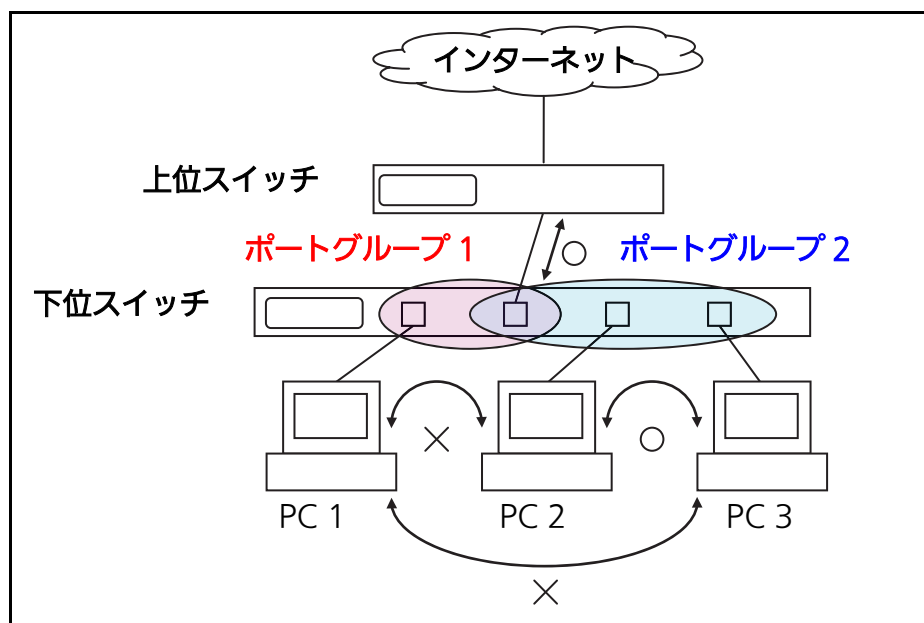 インターネット
上位スイッチ
ポートグループ 1
ポートグループ 2
下位スイッチ
PC 1
PC 2
PC 3